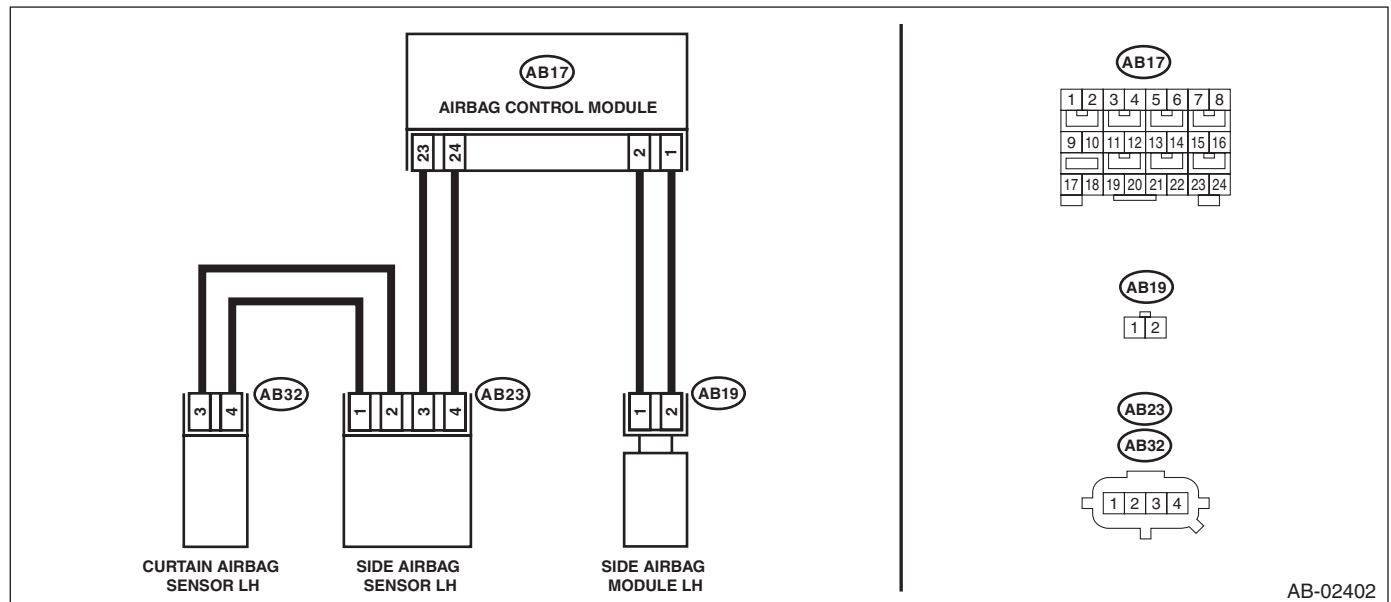 AB17
AIRBAG CONTROL MODULE
23 24 2 1
AB32
3 4
AB23
1 2 3 4
AB19
1 2
CURTAIN AIRBAG
SENSOR LH
SIDE AIRBAG
SENSOR LH
SIDE AIRBAG
MODULE LH
AB17
1 2 3 4 5 6 7 8
9 10 11 12 13 14 15 16
17 18 19 20 21 22 23 24
AB19
1 2
AB23
AB32
1 2 3 4
AB-02402